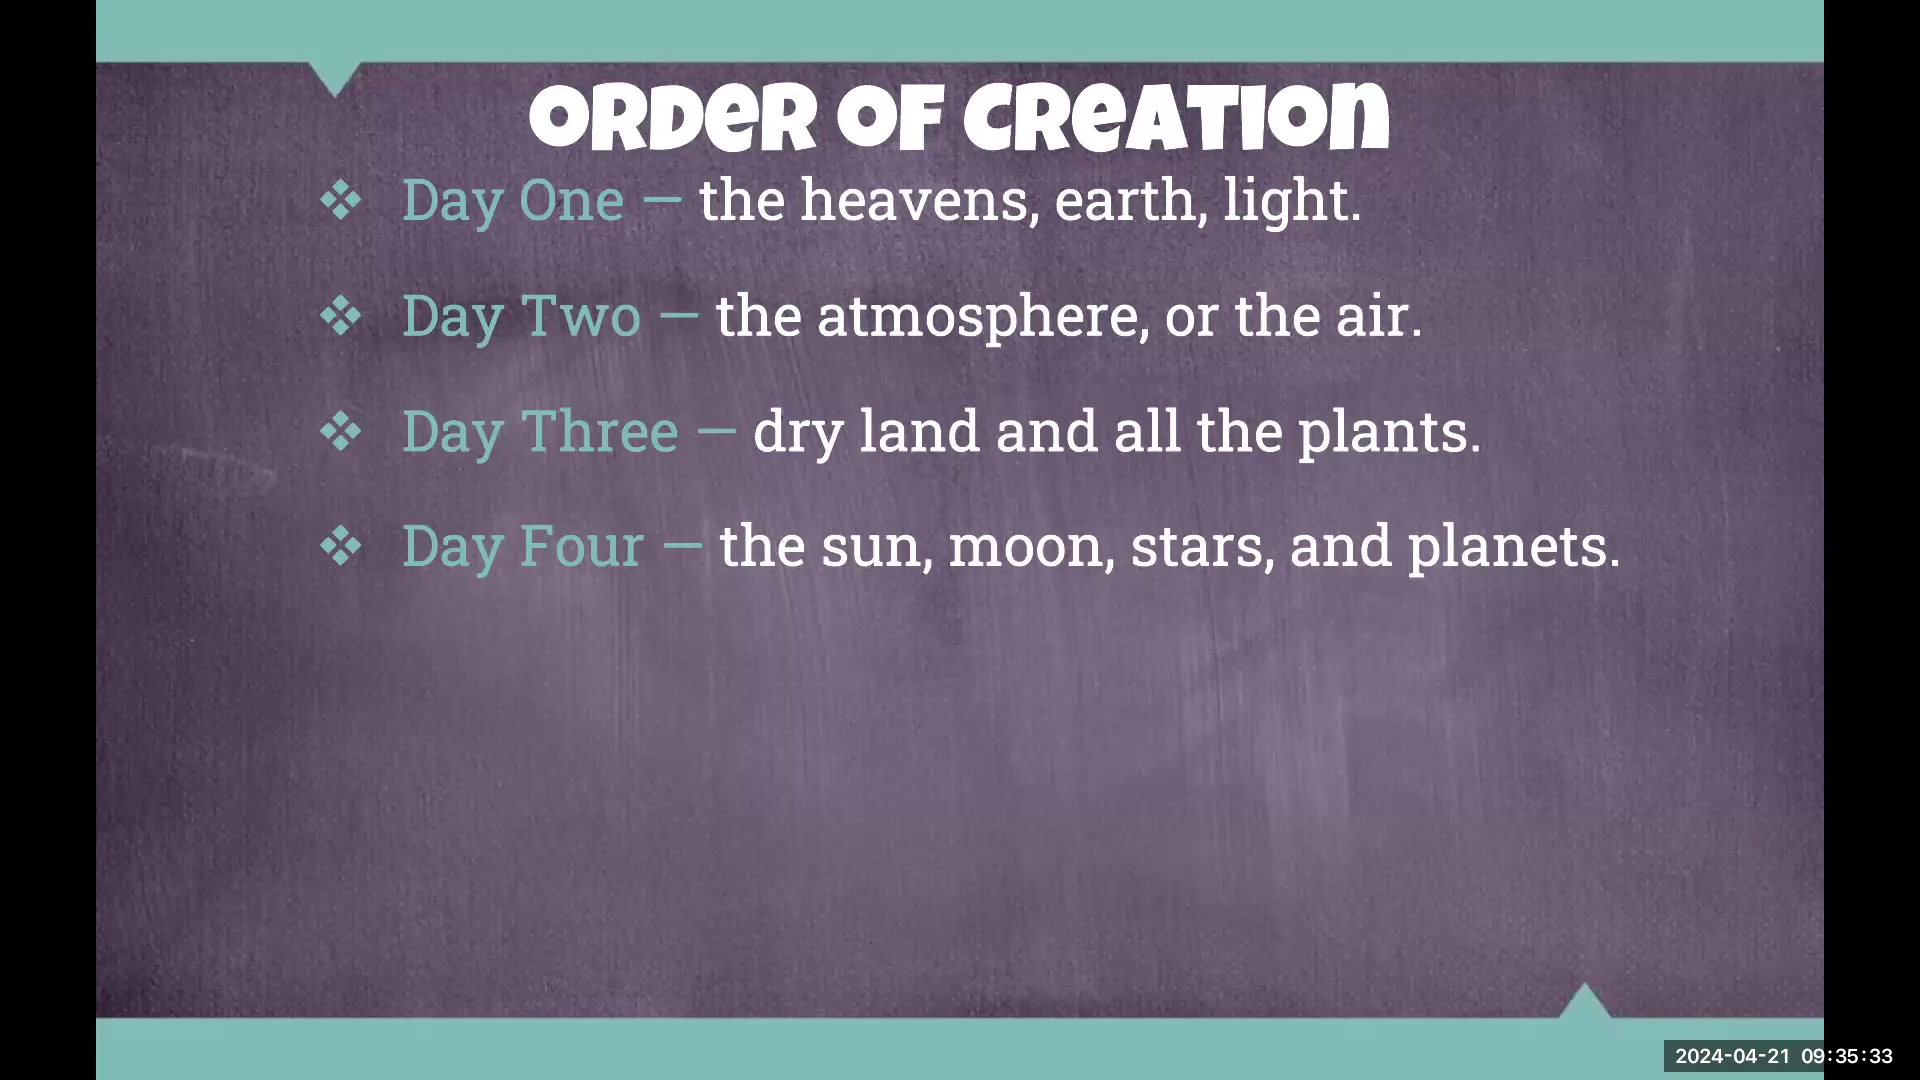 ORDER OF CREATION
❖ Day One — the heavens, earth, light.
❖ Day Two — the atmosphere, or the air.
❖ Day Three — dry land and all the plants.
❖ Day Four — the sun, moon, stars, and planets.
2024-04-21 09:35:33